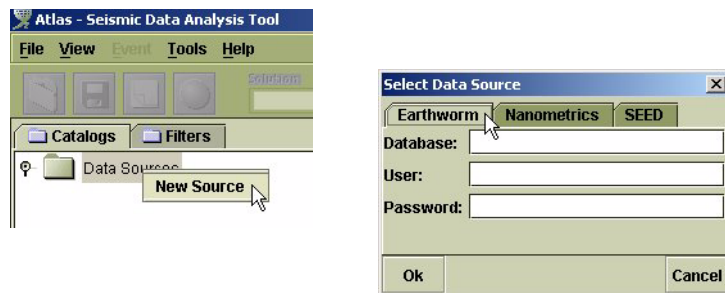 Atlas - Seismic Data Analysis Tool
File View Event Tools Help
Solution:
Catalogs Filters
Data Sources
New Source
Select Data Source
Earthworm Nanometrics SEED
Database:
User:
Password:
Ok Cancel